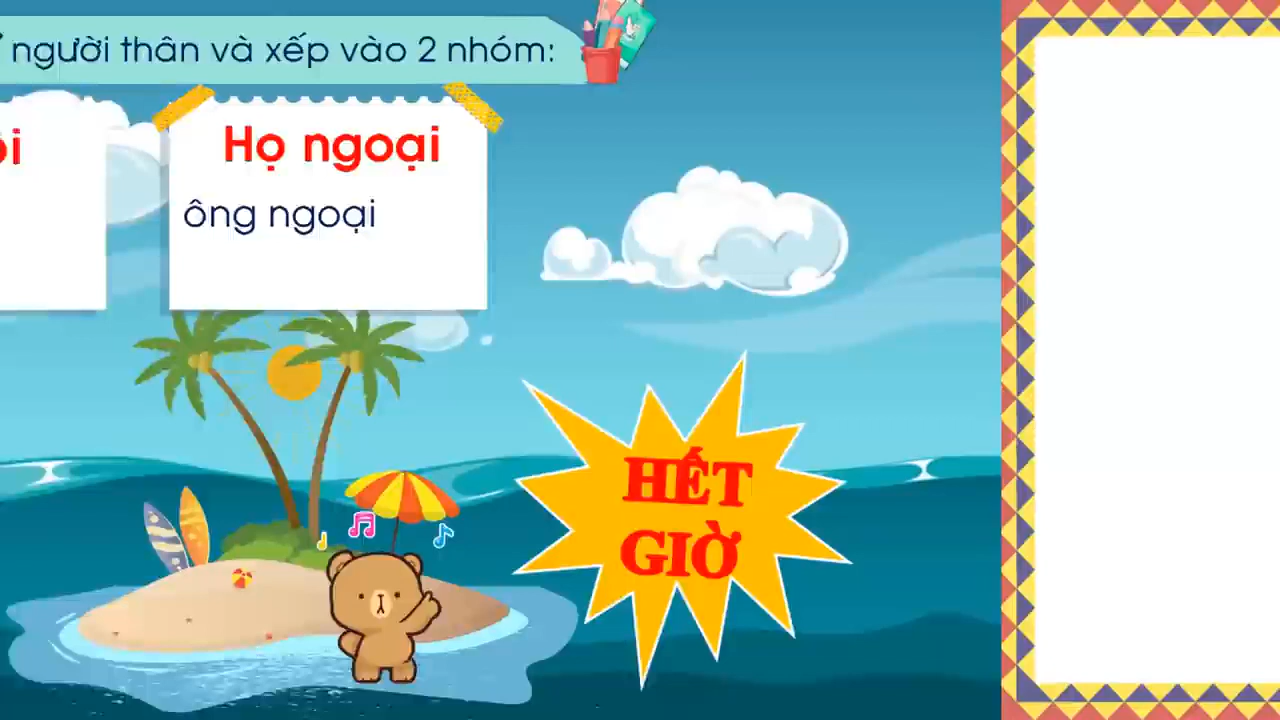 người thân và xếp vào 2 nhóm:
Họ ngoại
ông ngoại
HẾT
GIỜ